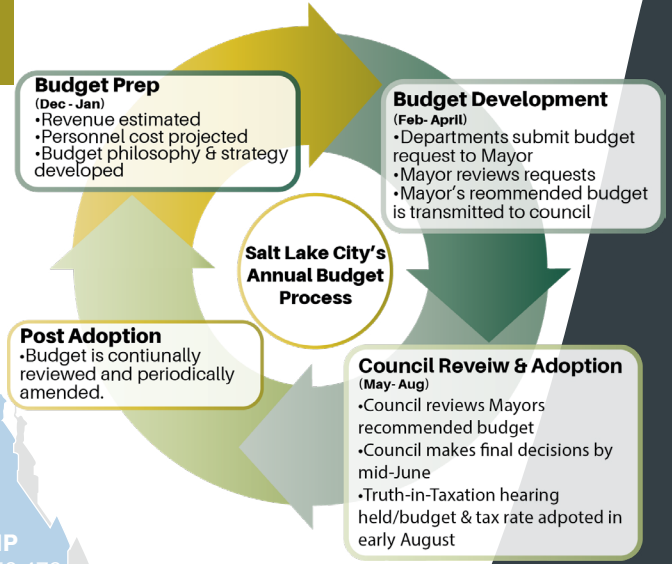 Budget Prep
(Dec - Jan)
•Revenue estimated
•Personnel cost projected
•Budget philosophy & strategy
developed
Budget Development
(Feb- April)
•Departments submit budget
request to Mayor
•Mayor reviews requests
•Mayor's reommended budget
is transmitted to council
Salt Lake City's
Annual Budget
Process
Post Adoption
•Budget is contiunally
reviewed and periodically
amended.
Council Reveiw & Adoption
(May- Aug)
•Council reviews Mayors
recommended budget
•Council makes final decisions by
mid-June
•Truth-in-Taxation hearing
held/budget & tax rate adpoted in
early August